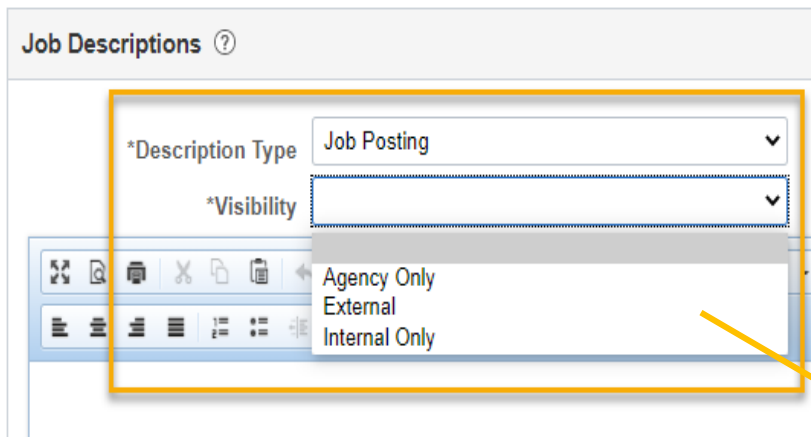 Job Descriptions ?
*Description Type Job Posting
*Visibility
Agency Only
External
Internal Only